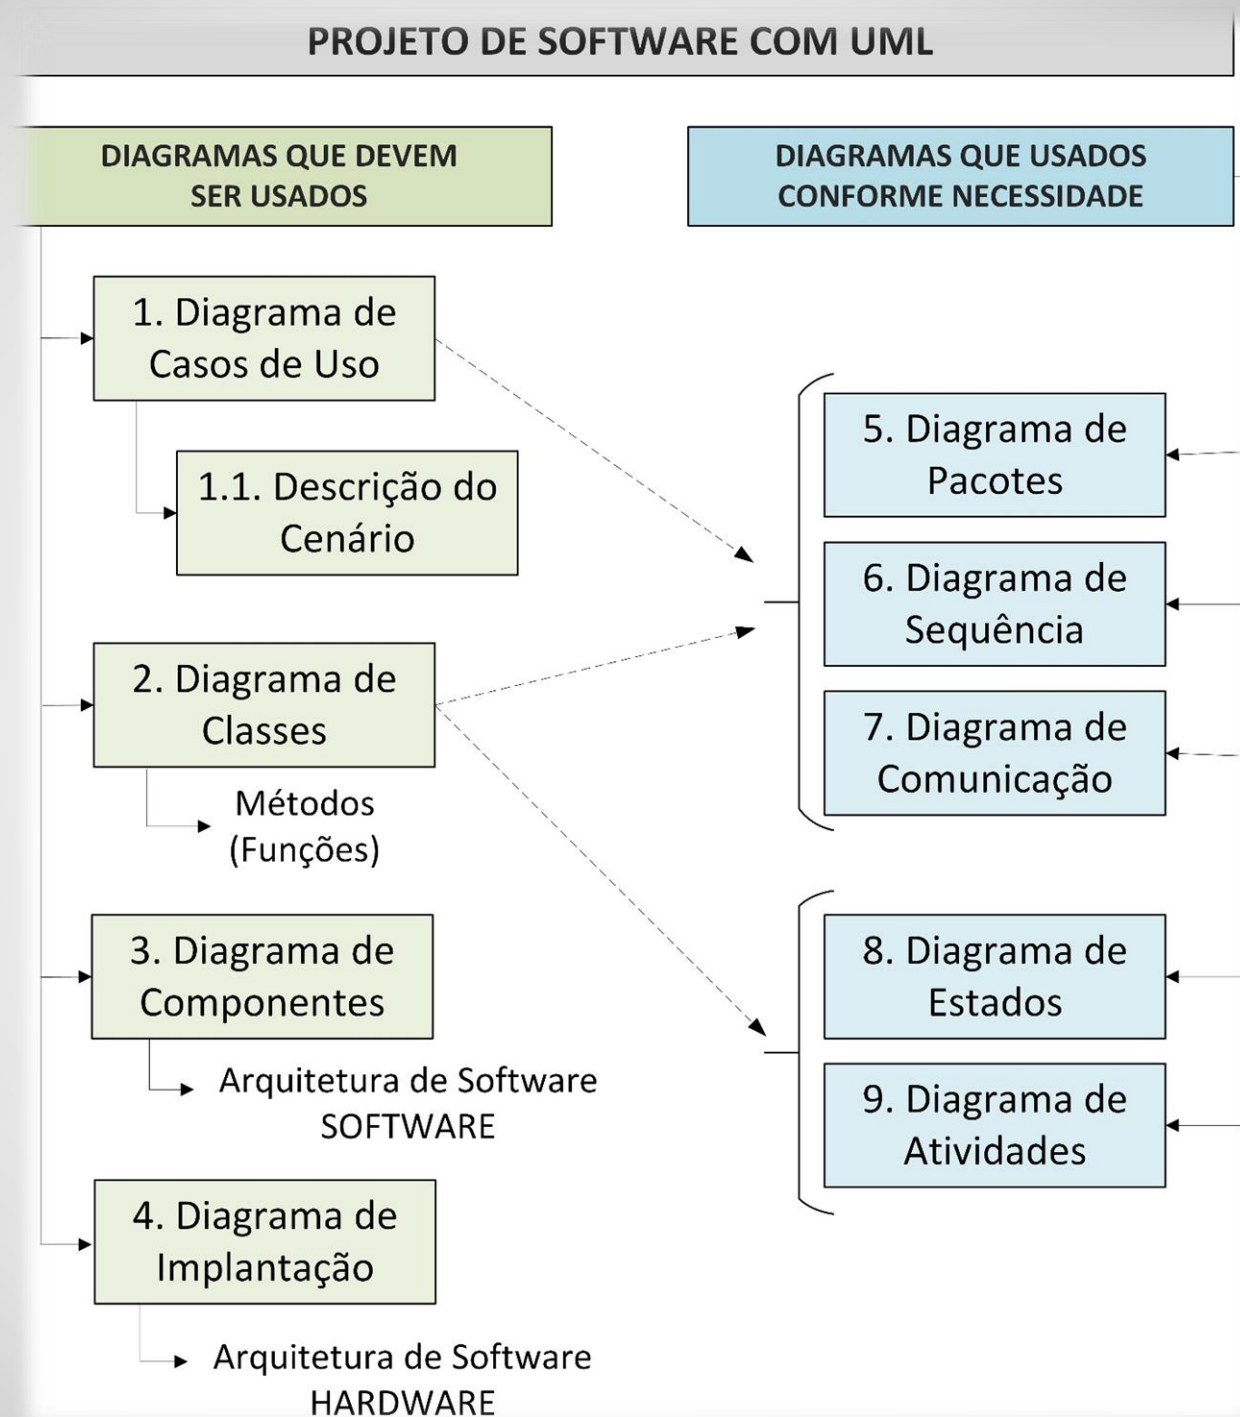 PROJETO DE SOFTWARE COM UML
DIAGRAMAS QUE DEVEM
SER USADOS
1. Diagrama de
Casos de Uso
1.1. Descrição do
Cenário
2. Diagrama de
Classes
Métodos
(Funções)
3. Diagrama de
Componentes
Arquitetura de Software
SOFTWARE
4. Diagrama de
Implantação
Arquitetura de Software
HARDWARE
DIAGRAMAS QUE USADOS
CONFORME NECESSIDADE
5. Diagrama de
Pacotes
6. Diagrama de
Sequência
7. Diagrama de
Comunicação
8. Diagrama de
Estados
9. Diagrama de
Atividades